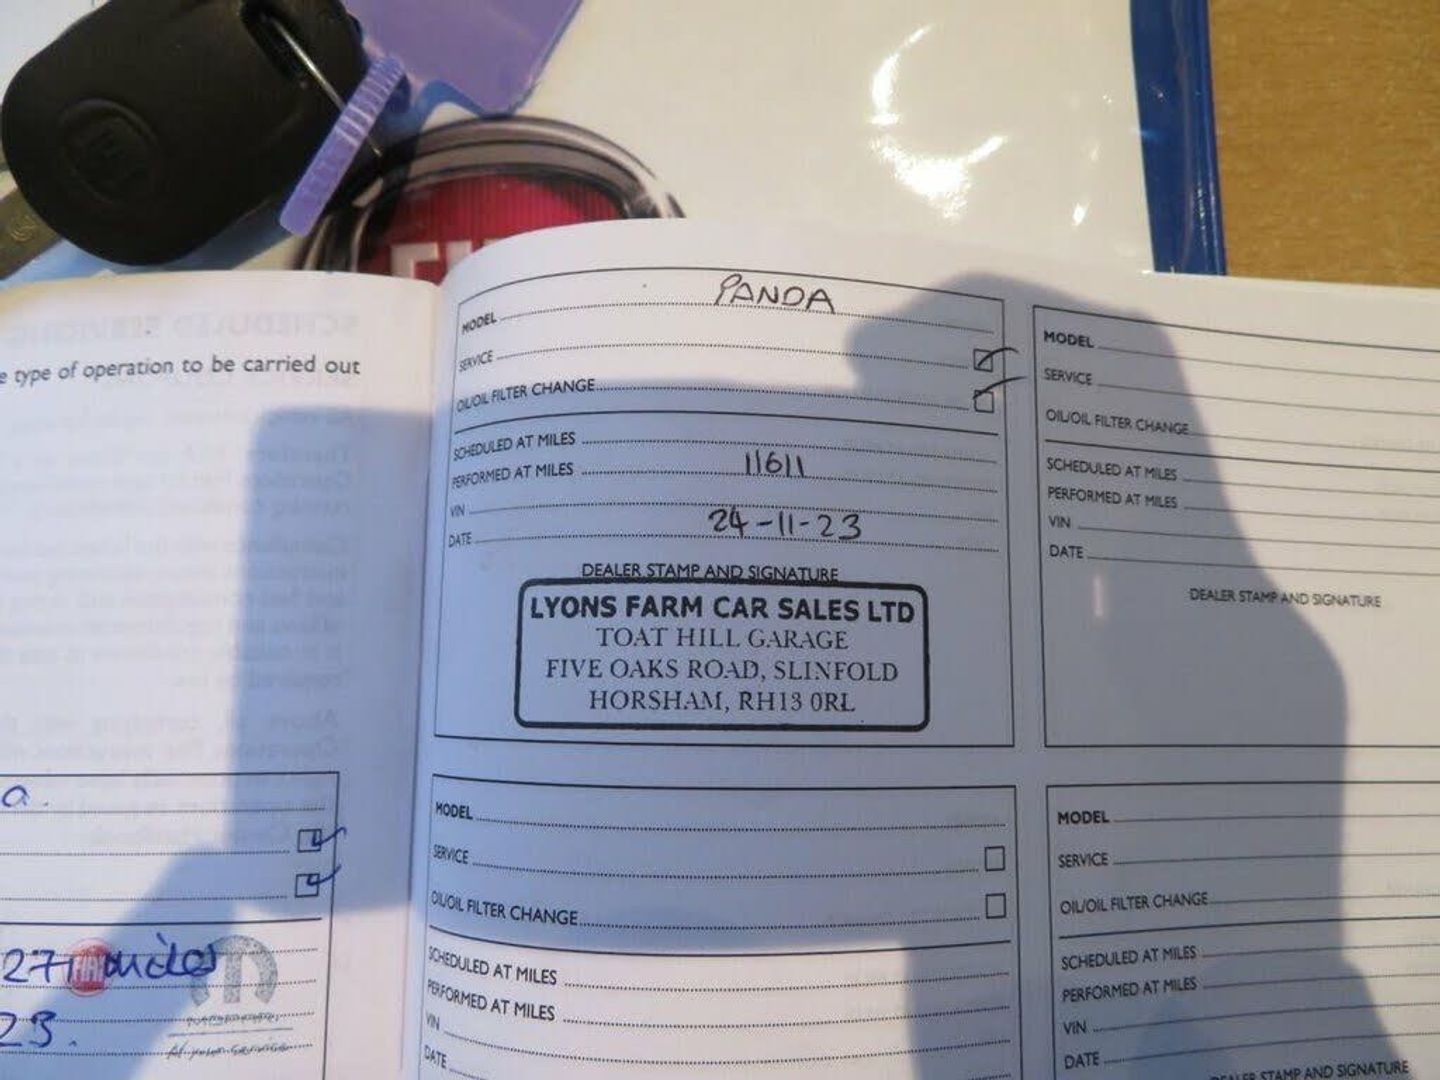 e type of operation to be carried out
a.
27 FIAT miles
23.
MODEL PANDA
SERVICE
OIL/OIL FILTER CHANGE
SCHEDULED AT MILES
PERFORMED AT MILES 11611
VIN
DATE 24-11-23
DEALER STAMP AND SIGNATURE
LYONS FARM CAR SALES LTD
TOAT HILL GARAGE
FIVE OAKS ROAD, SLINFOLD
HORSHAM, RH13 0RL
MODEL
SERVICE
OIL/OIL FILTER CHANGE
SCHEDULED AT MILES
PERFORMED AT MILES
VIN
DATE
DEALER STAMP AND SIGNATURE
MODEL
SERVICE
OIL/OIL FILTER CHANGE
SCHEDULED AT MILES
PERFORMED AT MILES
VIN
DATE
MODEL
SERVICE
OIL/OIL FILTER CHANGE
SCHEDULED AT MILES
PERFORMED AT MILES
VIN
DATE
DEALER STAMP AND SIGNATURE